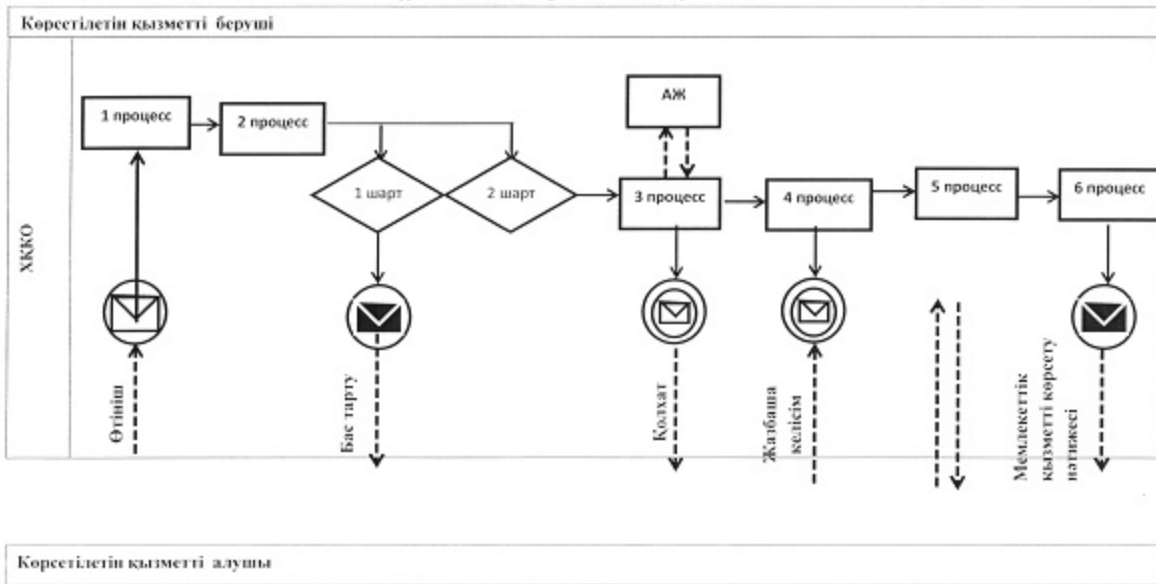 Көрсетілетін қызметті беруші
ХҚКО
1 процесс
2 процесс
1 шарт
2 шарт
АЖ
3 процесс
4 процесс
5 процесс
6 процесс
Өтініш
Бас тарту
Қолхат
Жазбаша
келісім
Мемлекеттік
қызметті көрсету
нәтижесі
Көрсетілетін қызметті алушы